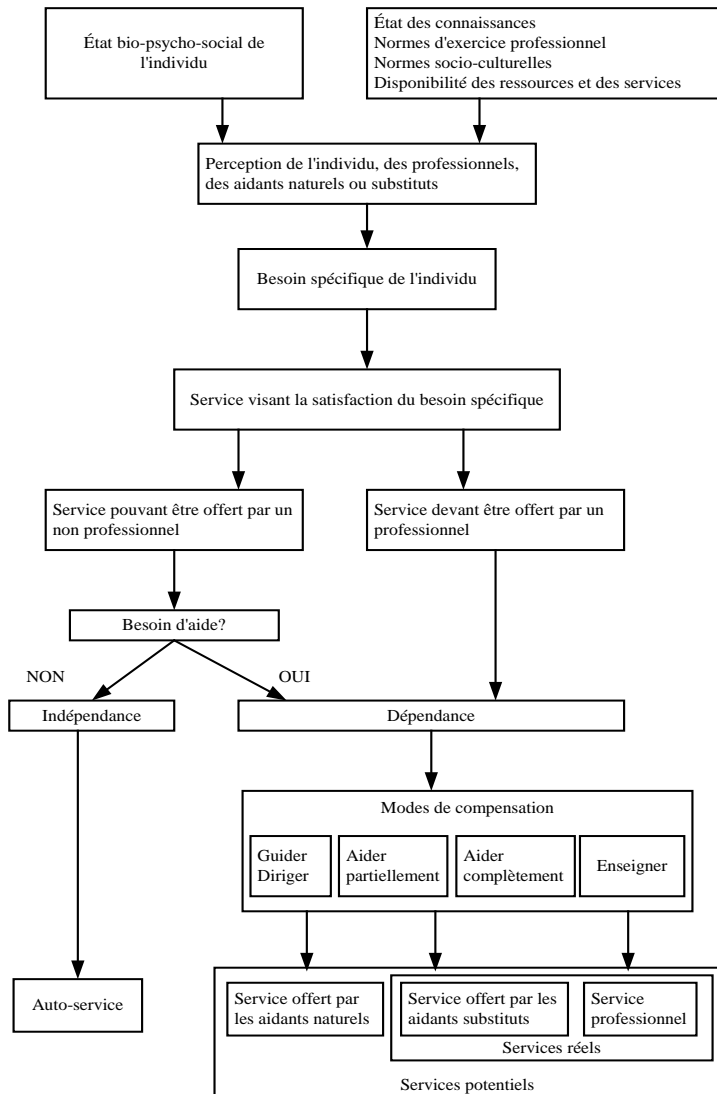 État bio-psycho-social de
l'individu
État des connaissances
Normes d'exercice professionnel
Normes socio-culturelles
Disponibilité des ressources et des services
Perception de l'individu, des professionnels,
des aidants naturels ou substituts
Besoin spécifique de l'individu
Service visant la satisfaction du besoin spécifique
Service pouvant être offert par un
non professionnel
Service devant être offert par un
professionnel
Besoin d'aide?
NON
OUI
Indépendance
Dépendance
Modes de compensation
Guider
Diriger
Aider
partiellement
Aider
complètement
Enseigner
Auto-service
Service offert par
les aidants naturels
Service offert par les
aidants substituts
Service
professionnel
Services réels
Services potentiels